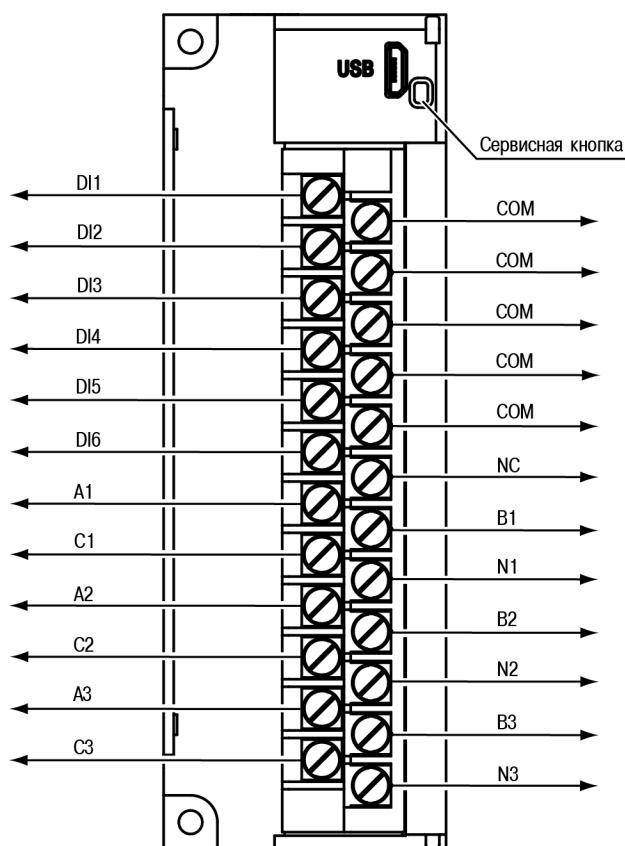 USB
Сервисная кнопка
DI1
COM
DI2
COM
DI3
COM
DI4
COM
DI5
COM
DI6
NC
A1
B1
C1
N1
A2
B2
C2
N2
A3
B3
C3
N3